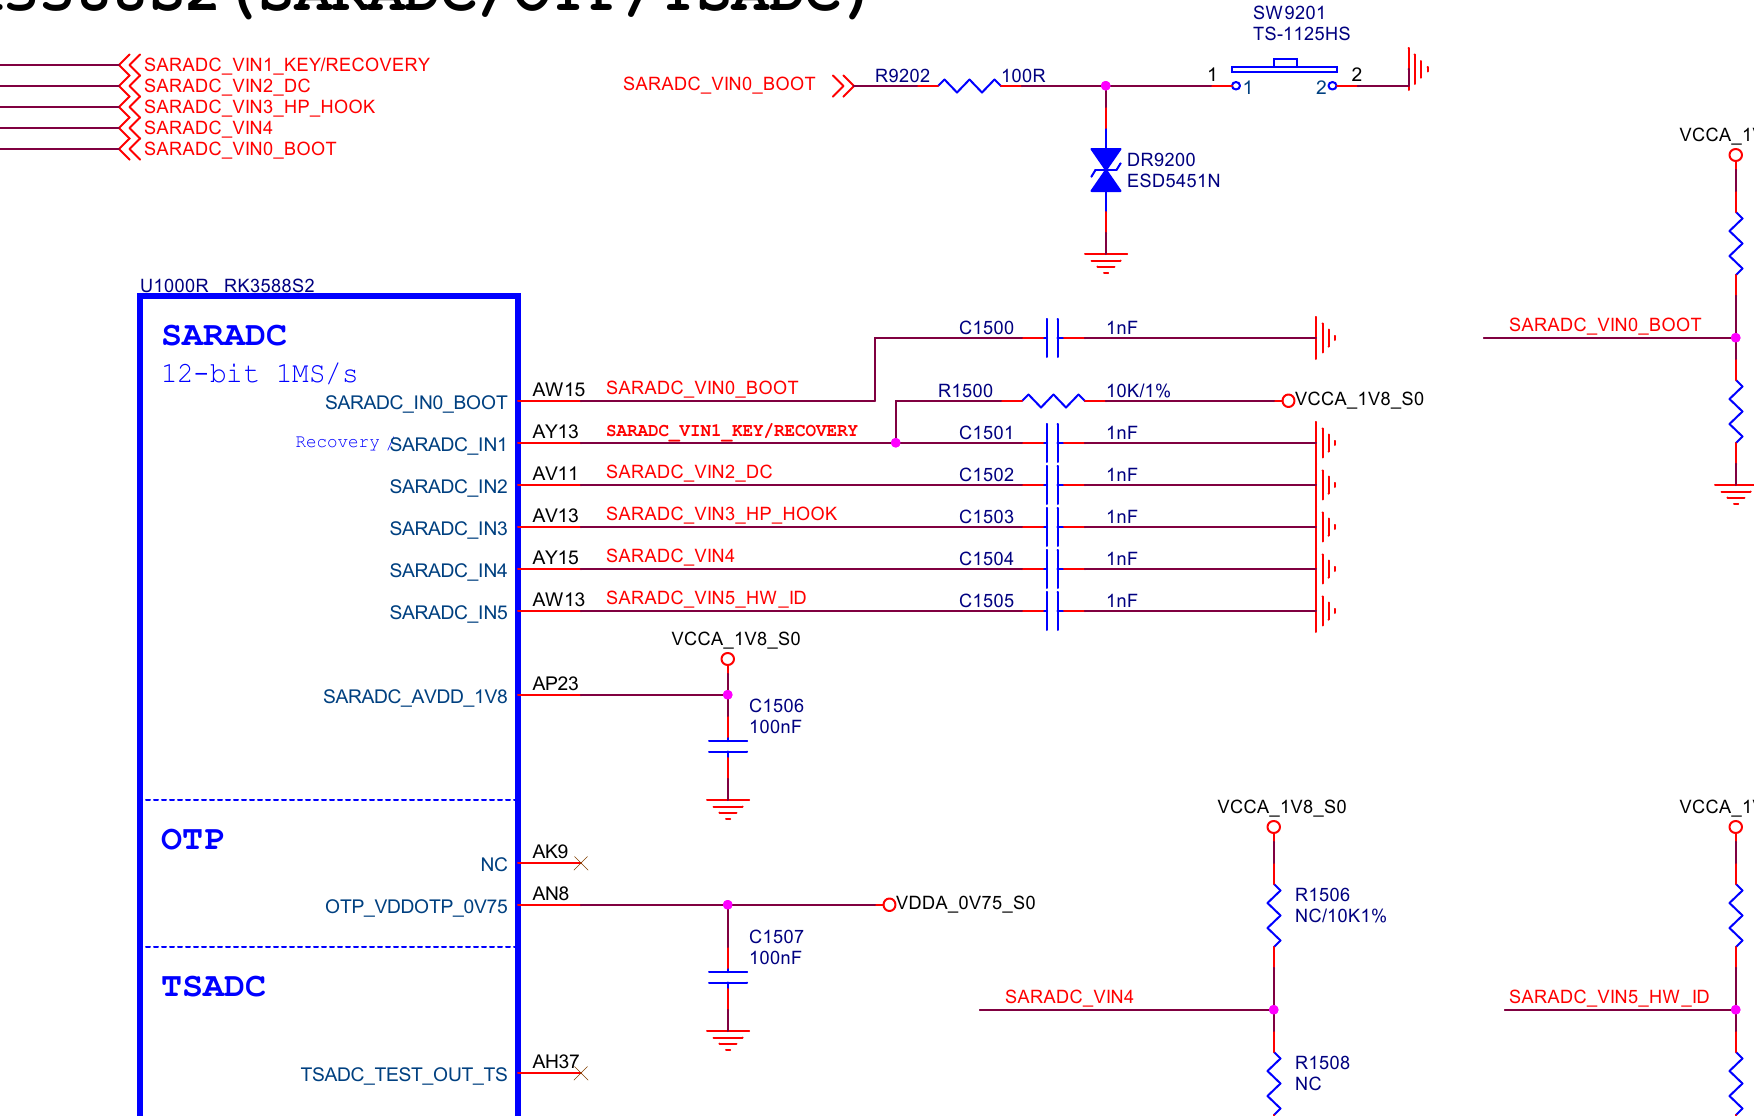 (SARADC/OTP/TSADC)
SW9201
TS-1125HS
SARADC_VIN1_KEY/RECOVERY
SARADC_VIN2_DC
SARADC_VIN3_HP_HOOK
SARADC_VIN4
SARADC_VIN0_BOOT
SARADC_VIN0_BOOT
R9202
100R
1
1
2
2
DR9200
ESD5451N
U1000R RK3588S2
SARADC
12-bit 1MS/s
SARADC_IN0_BOOT
AW15
SARADC_VIN0_BOOT
C1500
1nF
R1500
10K/1%
VCCA_1V8_S0
Recovery /
SARADC_IN1
AY13
SARADC_VIN1_KEY/RECOVERY
C1501
1nF
SARADC_IN2
AV11
SARADC_VIN2_DC
C1502
1nF
SARADC_IN3
AV13
SARADC_VIN3_HP_HOOK
C1503
1nF
SARADC_IN4
AY15
SARADC_VIN4
C1504
1nF
SARADC_IN5
AW13
SARADC_VIN5_HW_ID
C1505
1nF
VCCA_1V8_S0
SARADC_AVDD_1V8
AP23
C1506
100nF
OTP
NC
AK9
OTP_VDDOTP_0V75
AN8
VDDA_0V75_S0
C1507
100nF
TSADC
TSADC_TEST_OUT_TS
AH37
SARADC_VIN0_BOOT
VCCA_1V8_S0
R1506
NC/10K1%
SARADC_VIN4
R1508
NC
SARADC_VIN5_HW_ID